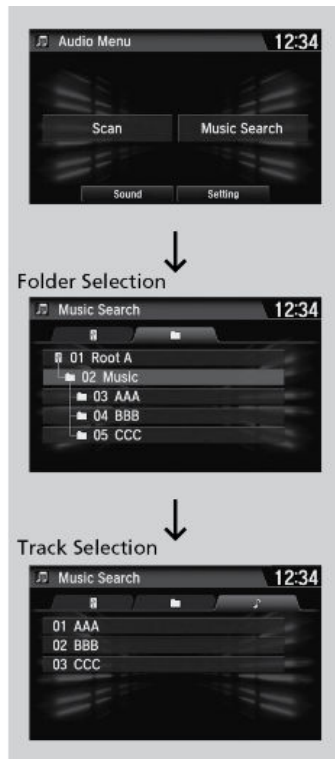 Audio Menu 12:34
Scan Music Search
Sound Setting
Folder Selection
Music Search 12:34
01 Root A
02 Music
03 AAA
04 BBB
05 CCC
Track Selection
Music Search 12:34
01 AAA
02 BBB
03 CCC